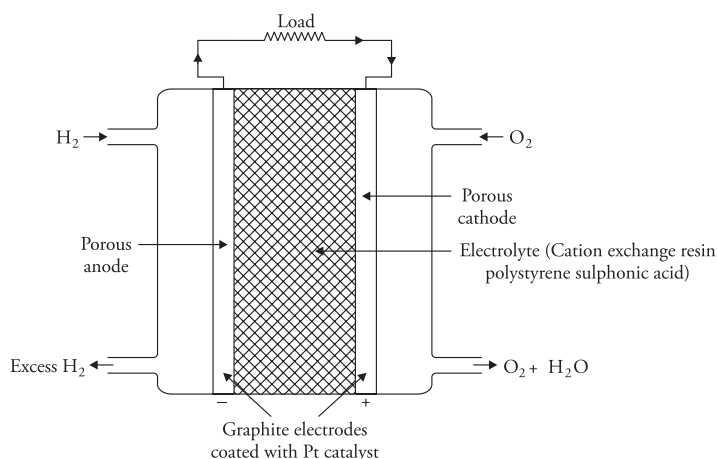 Load
H2
O2
Porous
cathode
Porous
anode
Electrolyte (Cation exchange resin
polystyrene sulphonic acid)
Excess H2
O2 + H2O
– +
Graphite electrodes
coated with Pt catalyst